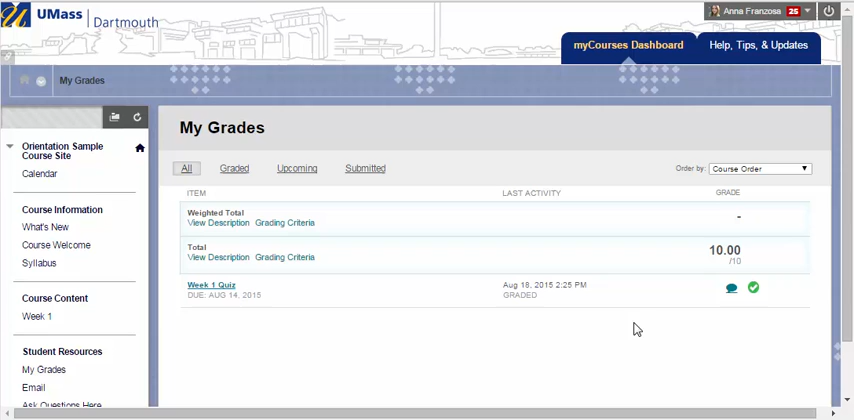 UMass
Dartmouth
Anna Franzosa 25
myCourses Dashboard
Help, Tips, & Updates
My Grades
Orientation Sample
Course Site
Calendar
Course Information
What's New
Course Welcome
Syllabus
Course Content
Week 1
Student Resources
My Grades
Email
Ask Questions Here
My Grades
All Graded Upcoming Submitted
Order by: Course Order
ITEM LAST ACTIVITY GRADE
Weighted Total
View Description Grading Criteria
-
Total
View Description Grading Criteria
10.00
/10
Week 1 Quiz
DUE: AUG 14, 2015
Aug 18, 2015 2:25 PM
GRADED